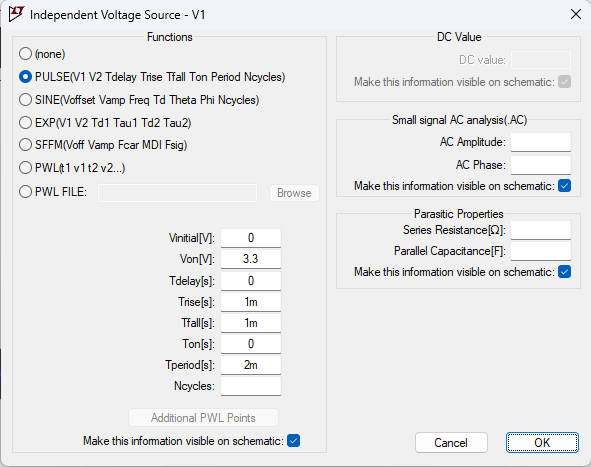 Independent Voltage Source - V1
Functions
(none)
PULSE(V1 V2 Tdelay Trise Tfall Ton Period Ncycles)
SINE(Voffset Vamp Freq Td Theta Phi Ncycles)
EXP(V1 V2 Td1 Tau1 Td2 Tau2)
SFFM(Voff Vamp Fcar MDI Fsig)
PWL(t1 v1 t2 v2...)
PWL FILE:
Browse
Vinitial[V]: 0
Von[V]: 3.3
Tdelay[s]: 0
Trise[s]: 1m
Tfall[s]: 1m
Ton[s]: 0
Tperiod[s]: 2m
Ncycles:
Additional PWL Points
Make this information visible on schematic:
DC Value
DC value:
Make this information visible on schematic:
Small signal AC analysis(.AC)
AC Amplitude:
AC Phase:
Make this information visible on schematic:
Parasitic Properties
Series Resistance[Ω]:
Parallel Capacitance[F]:
Make this information visible on schematic:
Cancel
OK